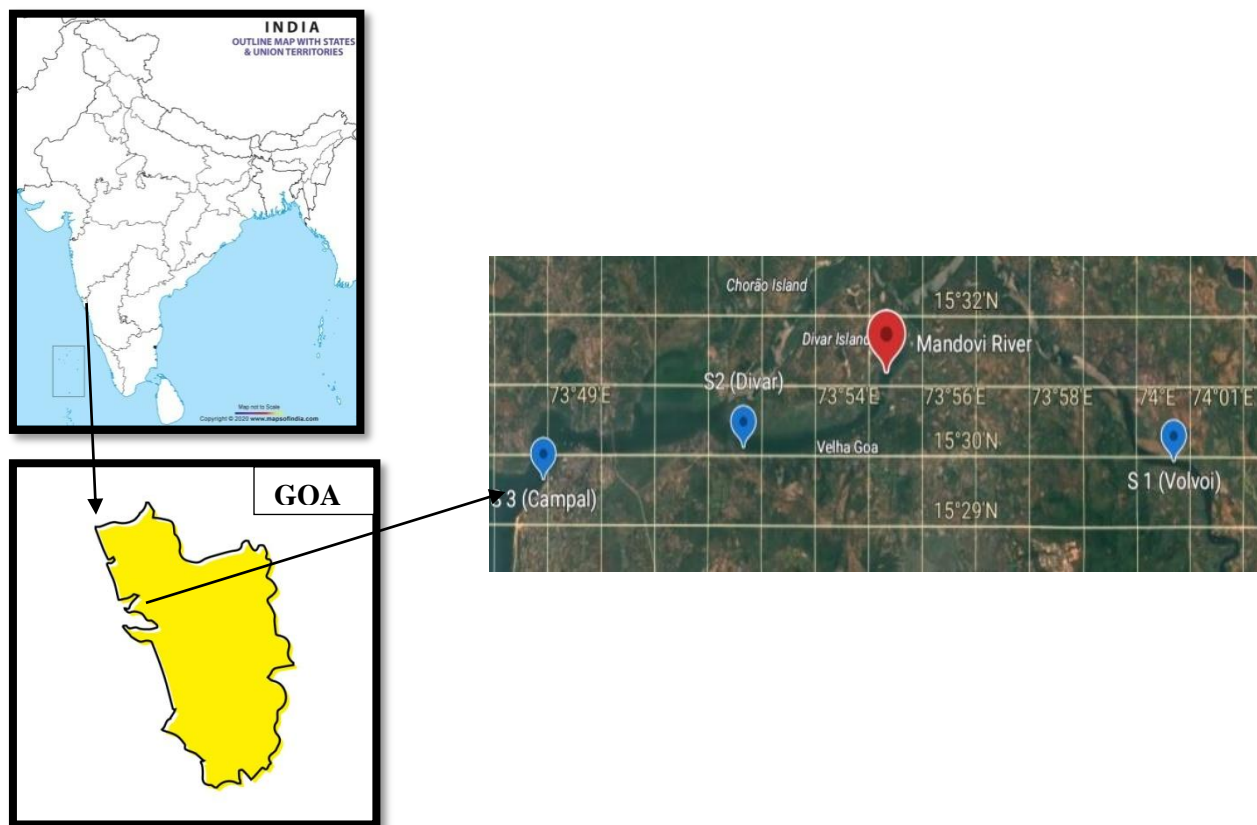 INDIA
OUTLINE MAP WITH STATES
& UNION TERRITORIES
Map not to Scale
Copyright © 2020 www.mapsofindia.com
GOA
Chorão Island
15°32'N
Divar Island
Mandovi River
S2 (Divar)
73°49 E
73°54 E
73°56 E
73°58 E
74°E
74°01 E
Velha Goa
15°30'N
S 3 (Campal)
S 1 (Volvoi)
15°29'N